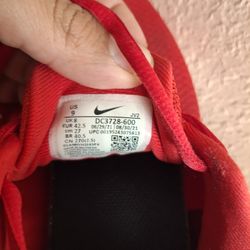 US
9
UK 8
EUR 42.5
cm 27
BR 40.5
CN 270(2.5)
JV2
DC3728-600
06/29/21 08/30/21